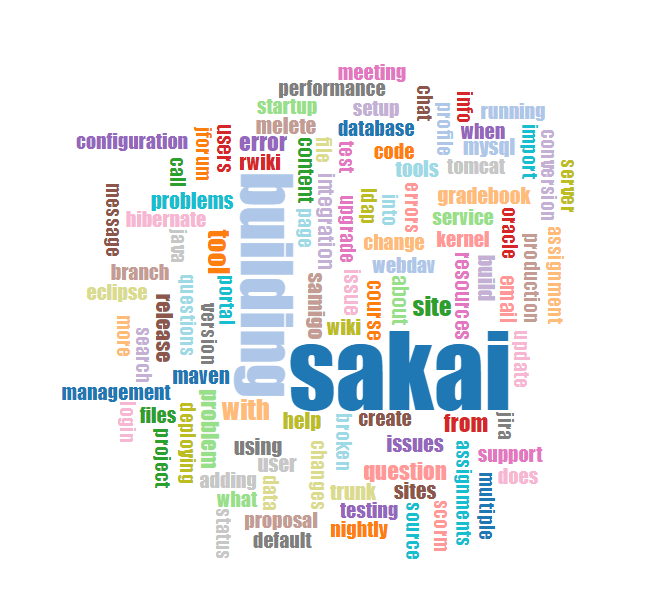 meeting
performance
chat
info
startup
setup
profile
running
melete
database
when
import
configuration
jforum
users
error
content
file
test
code
mysql
conversion
rwiki
call
tools
tomcat
server
message
problems
building
integration
upgrade
ldap
into
errors
gradebook
hibernate
page
service
oracle
java
tool
change
kernel
production
assignment
branch
webdav
resources
build
eclipse
questions
portal
samigo
issue
course
about
site
email
release
version
wiki
more
search
sakai
update
maven
management
login
files
project
deploying
problem
with
help
broken
create
from
jira
using
user
changes
issues
assignments
support
adding
data
trunk
question
sites
multiple
does
what
status
proposal
testing
source
scorm
default
nightly